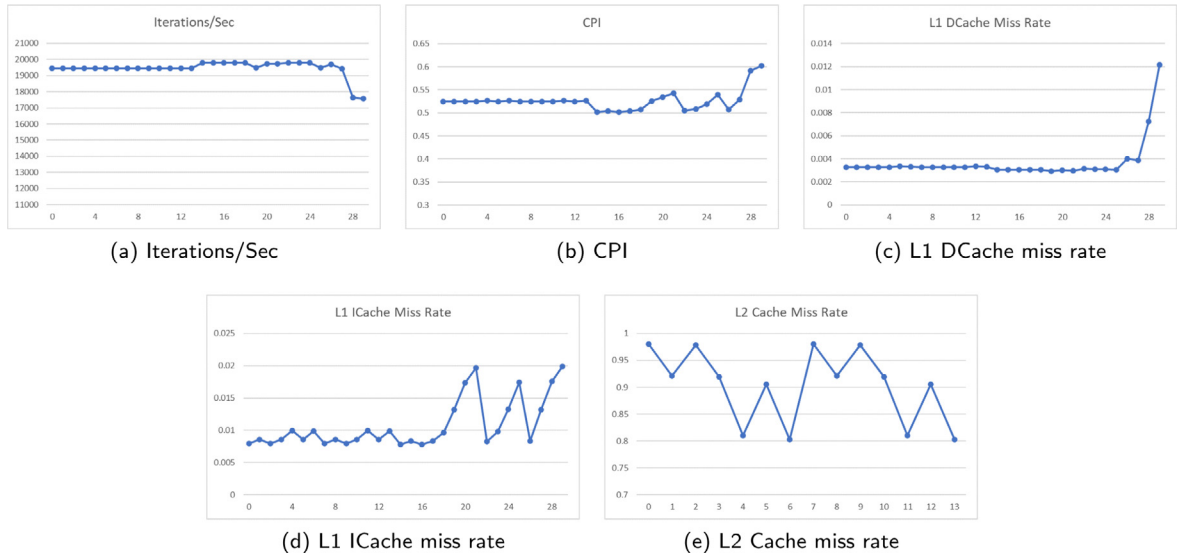 Iterations/Sec
21000
20000
19000
18000
17000
16000
15000
14000
13000
12000
11000
0 4 8 12 16 20 24 28
(a) Iterations/Sec
CPI
0.65
0.6
0.55
0.5
0.45
0.4
0.35
0.3
0 4 8 12 16 20 24 28
(b) CPI
L1 DCache Miss Rate
0.014
0.012
0.01
0.008
0.006
0.004
0.002
0
0 4 8 12 16 20 24 28
(c) L1 DCache miss rate
L1 ICache Miss Rate
0.025
0.02
0.015
0.01
0.005
0
0 4 8 12 16 20 24 28
(d) L1 ICache miss rate
L2 Cache Miss Rate
1
0.95
0.9
0.85
0.8
0.75
0.7
0 1 2 3 4 5 6 7 8 9 10 11 12 13
(e) L2 Cache miss rate